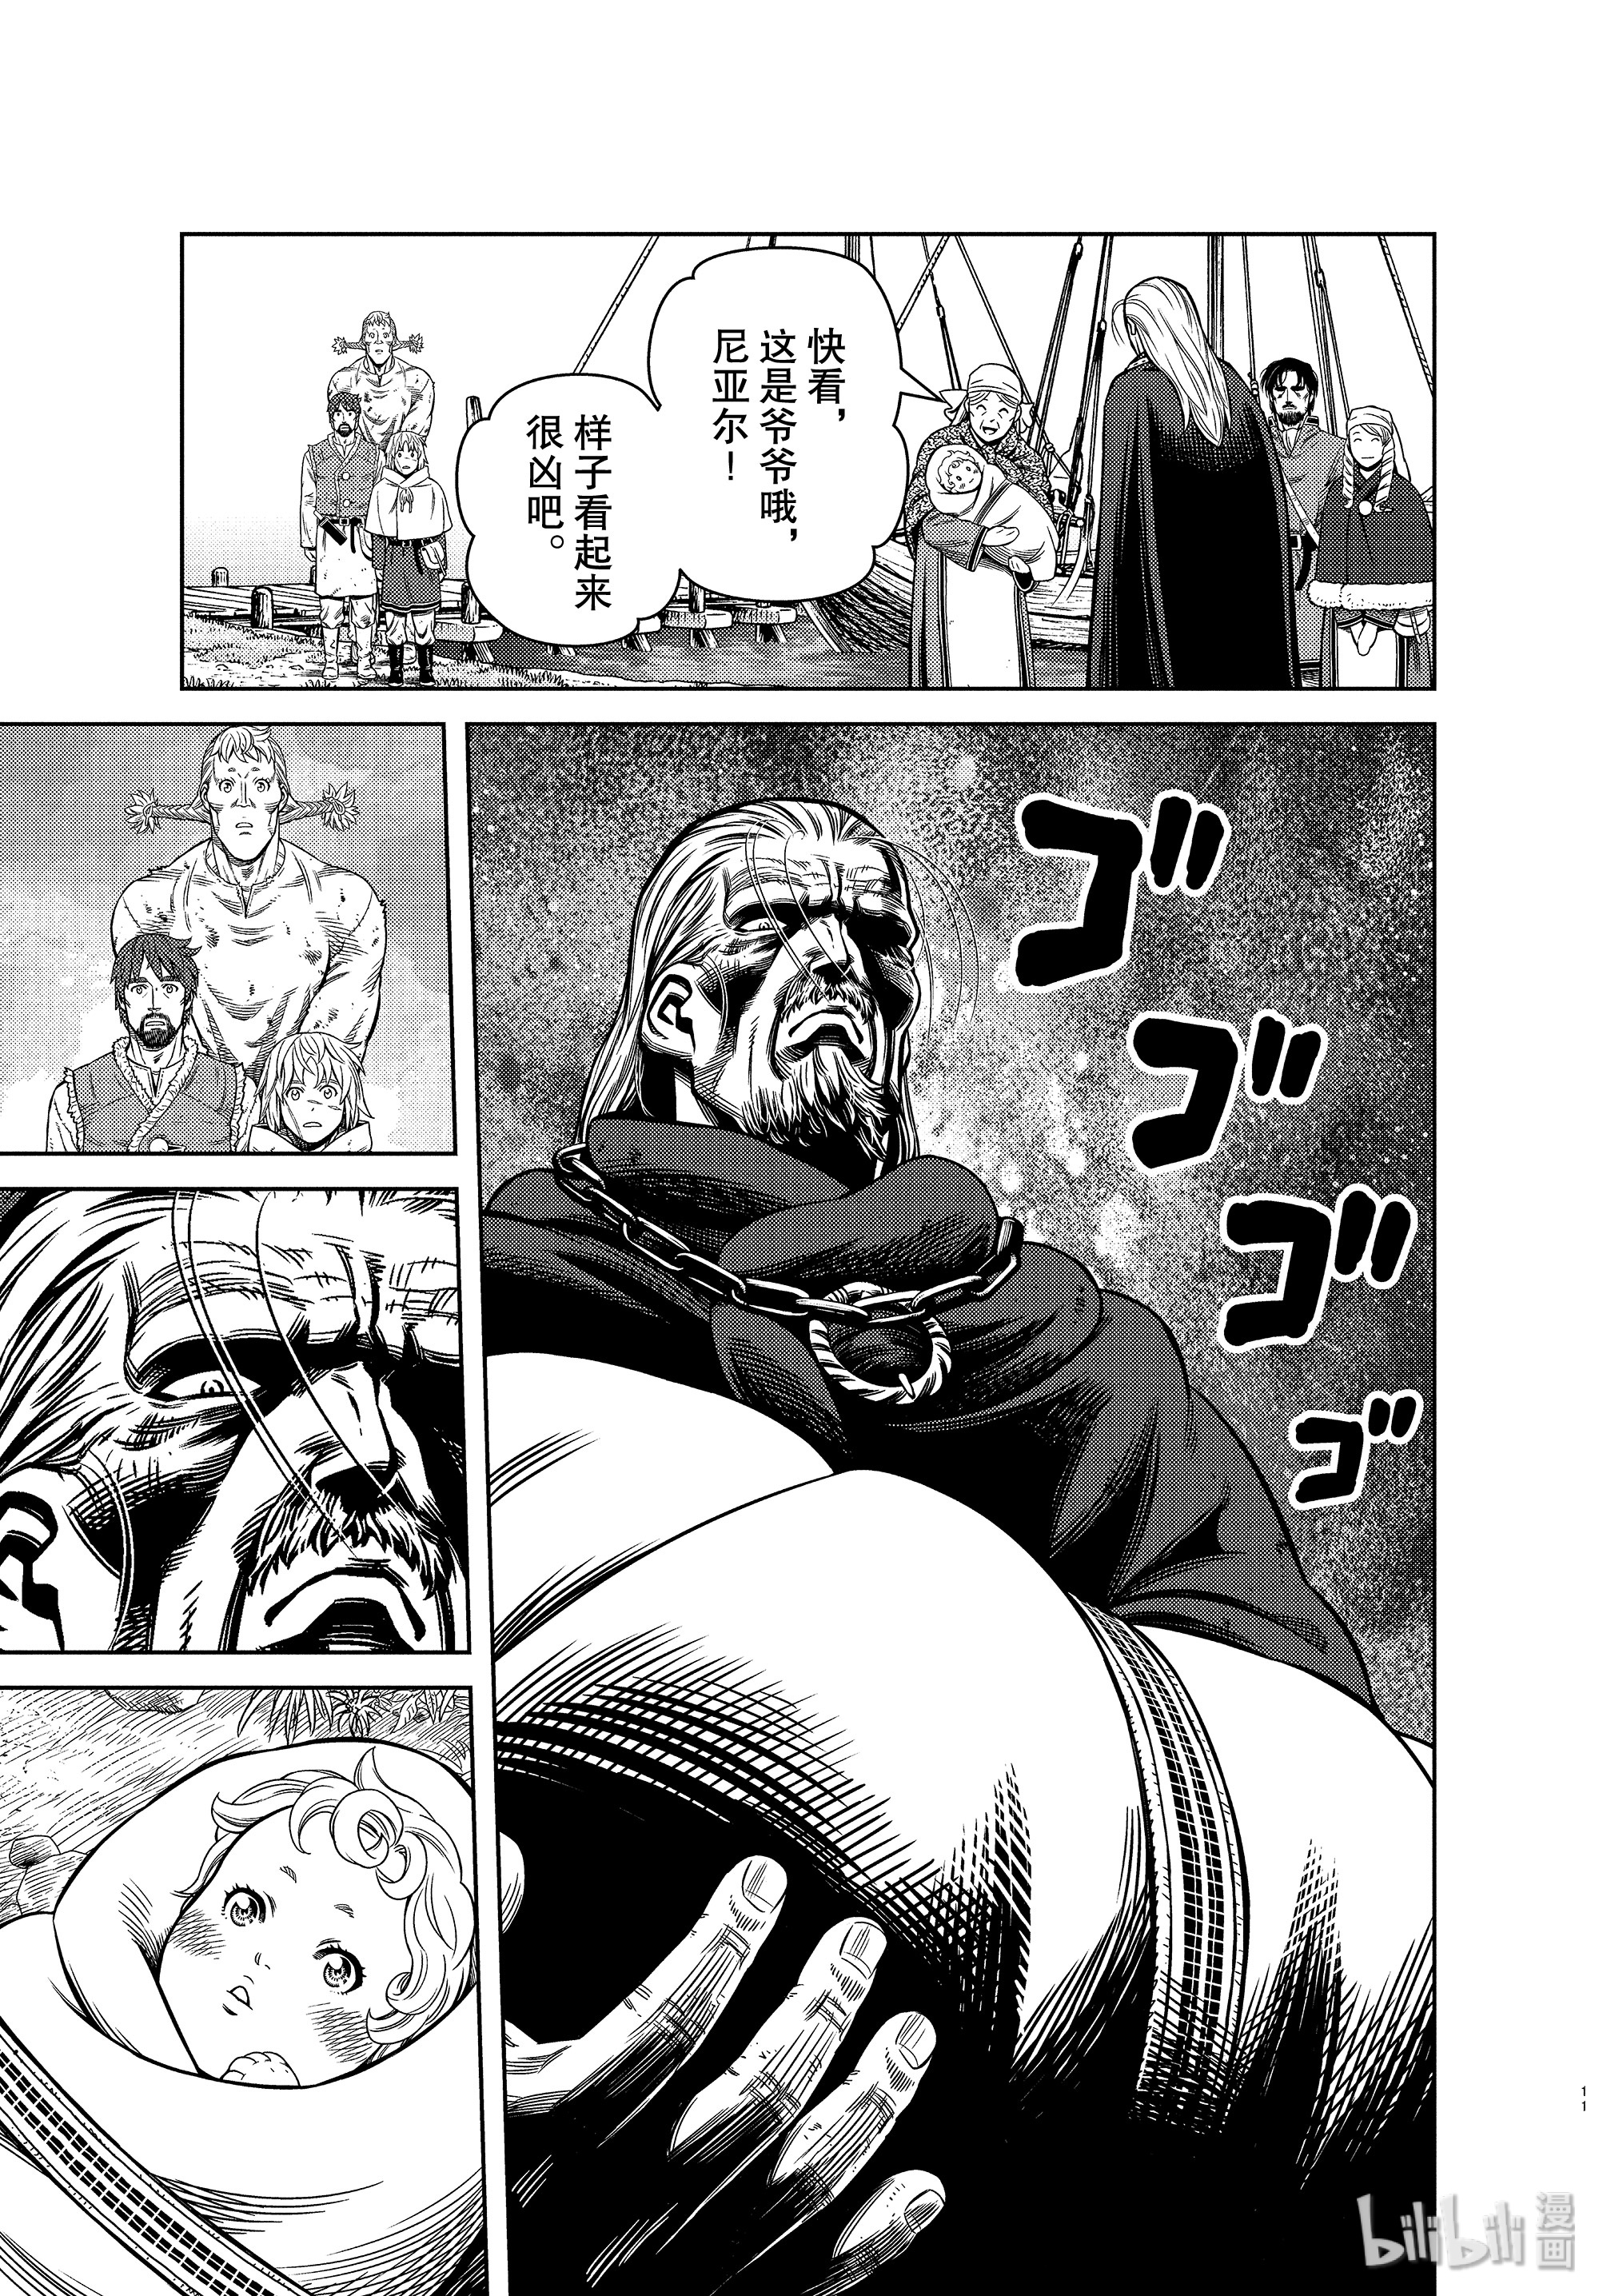 快看，
这是爷爷哦，
尼亚尔！
样子看起来
很凶吧。
ゴ
ゴ
ゴ
ゴ
11
bilibili
漫画